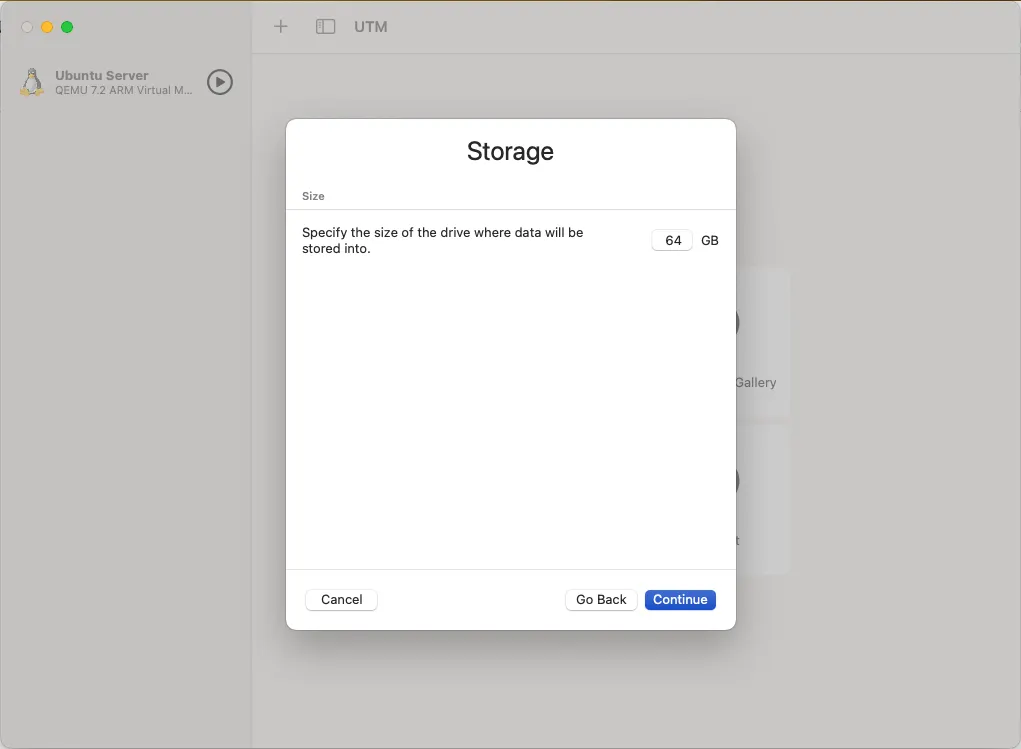 UTM
Ubuntu Server
QEMU 7.2 ARM Virtual M...
Storage
Size
Specify the size of the drive where data will be
stored into.
64 GB
Gallery
t
Cancel
Go Back
Continue